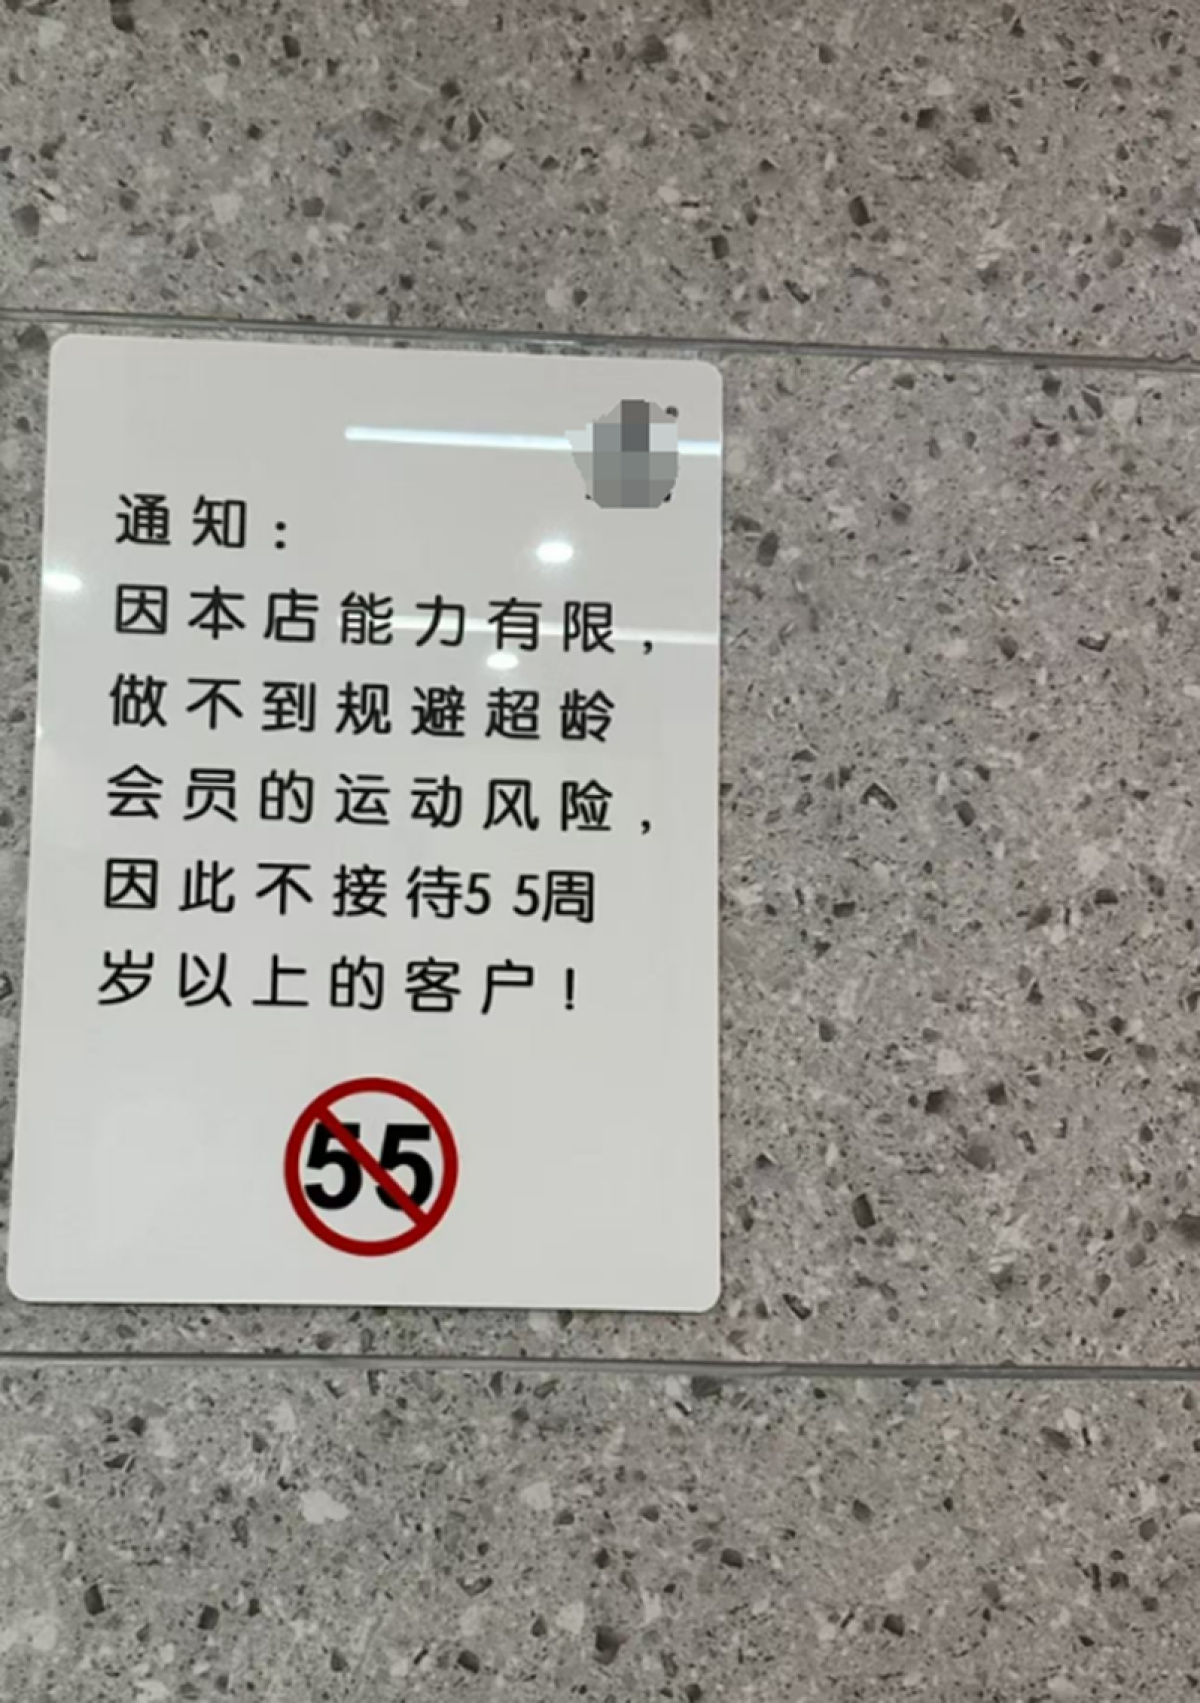 通知：
因本店能力有限，
做不到规避超龄
会员的运动风险，
因此不接待55周
岁以上的客户！
55